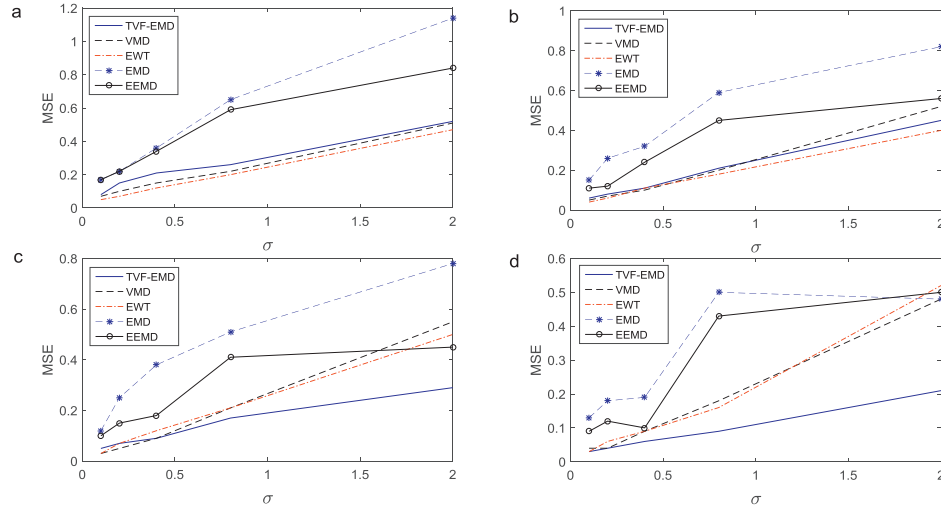 a
1.2
1
0.8
0.6
0.4
0.2
0
MSE
TVF-EMD
VMD
EWT
EMD
EEMD
0 0.5 1 1.5 2
σ
b
1
0.8
0.6
0.4
0.2
0
MSE
TVF-EMD
VMD
EWT
EMD
EEMD
0 0.5 1 1.5 2
σ
c
0.8
0.6
0.4
0.2
0
MSE
TVF-EMD
VMD
EWT
EMD
EEMD
0 0.5 1 1.5 2
σ
d
0.6
0.5
0.4
0.3
0.2
0.1
0
MSE
TVF-EMD
VMD
EWT
EMD
EEMD
0 0.5 1 1.5 2
σ